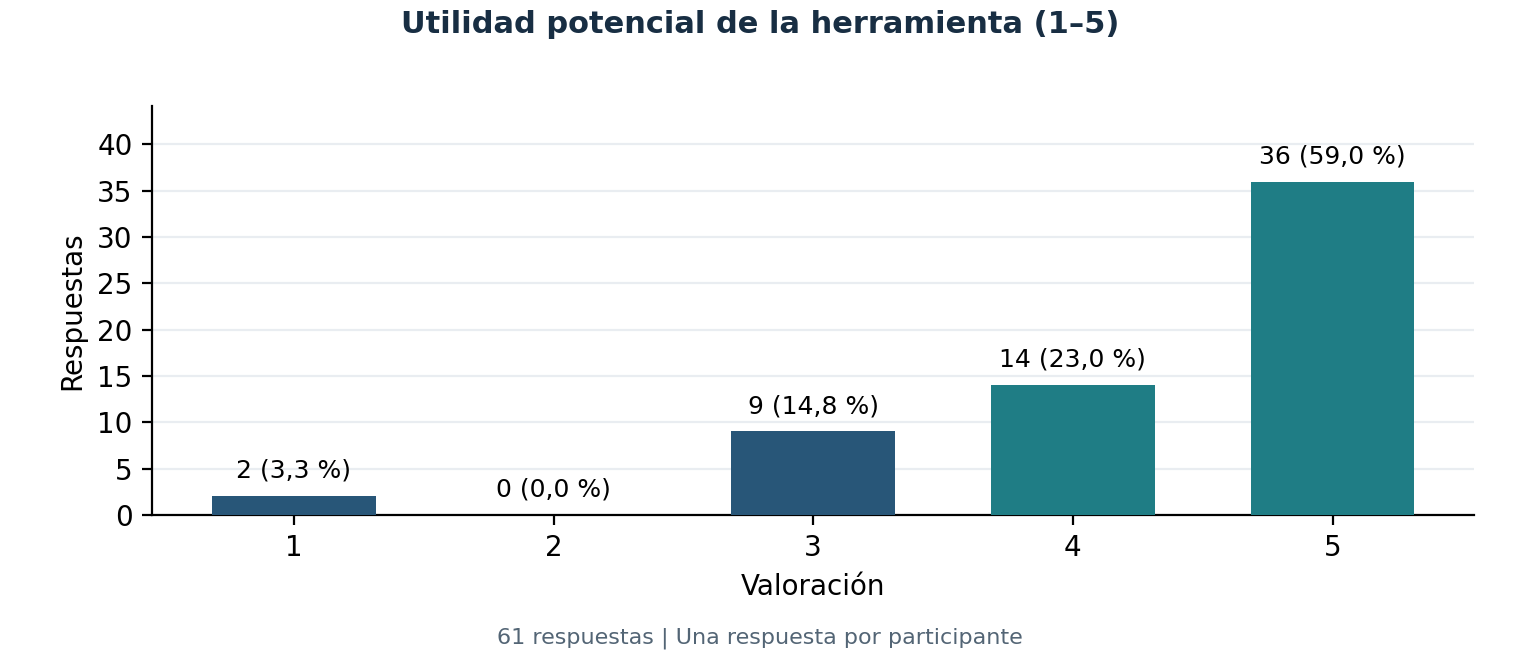 Utilidad potencial de la herramienta (1–5)
Respuestas
40
35
30
25
20
15
10
5
0
2 (3,3 %)
0 (0,0 %)
9 (14,8 %)
14 (23,0 %)
36 (59,0 %)
1 2 3 4 5
Valoración
61 respuestas | Una respuesta por participante